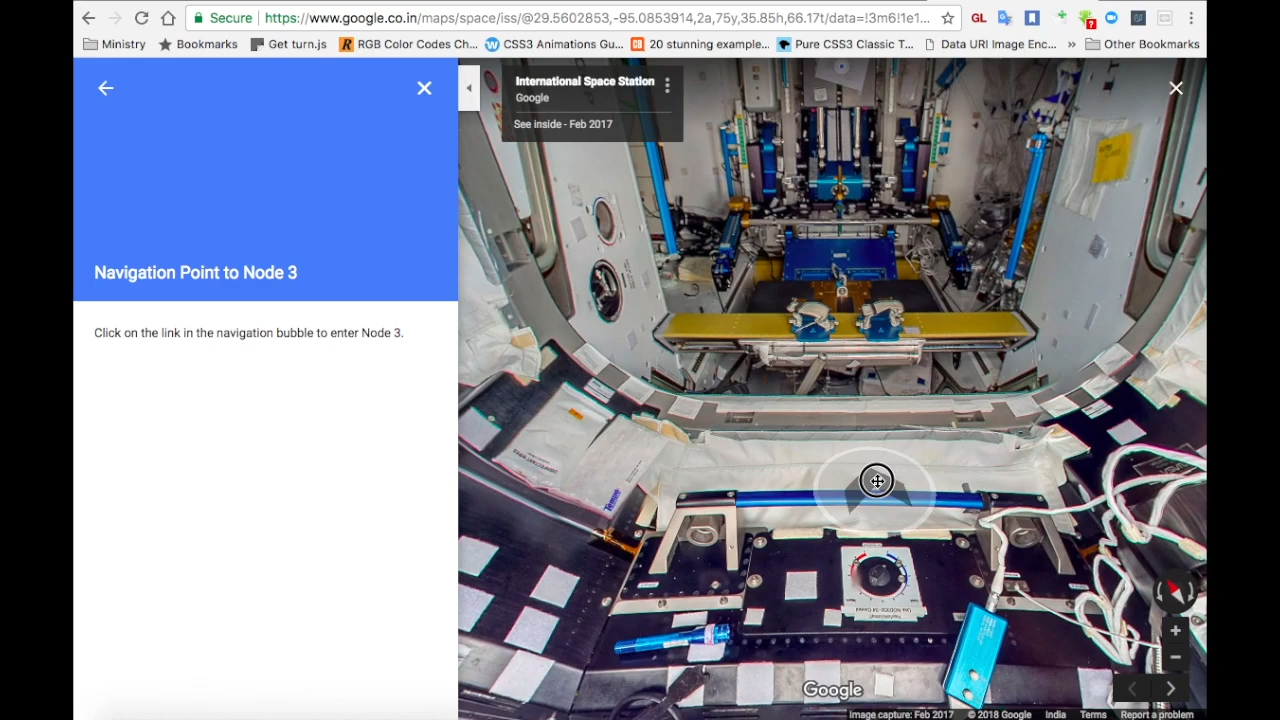 Secure | https://www.google.co.in/maps/space/iss/@29.5602853,-95.0853914,2a,75y,35.85h,66.17t/data=!3m6!1e1... GL
Ministry Bookmarks Get turn.js RGB Color Codes Ch... CSS3 Animations Gu... 20 stunning example... Pure CSS3 Classic T... Data URI Image Enc... » Other Bookmarks
International Space Station
Google
See inside - Feb 2017
Navigation Point to Node 3
Click on the link in the navigation bubble to enter Node 3.
Google
Image capture: Feb 2017 © 2018 Google India Terms Report a problem